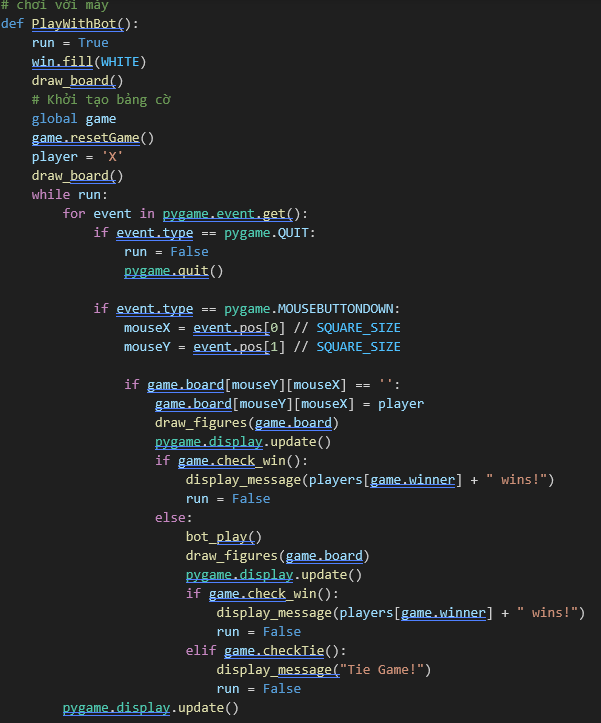 # chơi với máy
def PlayWithBot():
    run = True
    win.fill(WHITE)
    draw_board()
    # Khởi tạo bảng cờ
    global game
    game.resetGame()
    player = 'X'
    draw_board()
    while run:
        for event in pygame.event.get():
            if event.type == pygame.QUIT:
                run = False
                pygame.quit()

            if event.type == pygame.MOUSEBUTTONDOWN:
                mouseX = event.pos[0] // SQUARE_SIZE
                mouseY = event.pos[1] // SQUARE_SIZE

                if game.board[mouseY][mouseX] == '':
                    game.board[mouseY][mouseX] = player
                    draw_figures(game.board)
                    pygame.display.update()
                    if game.check_win():
                        display_message(players[game.winner] + " wins!")
                        run = False
                    else:
                        bot_play()
                        draw_figures(game.board)
                        pygame.display.update()
                        if game.check_win():
                            display_message(players[game.winner] + " wins!")
                            run = False
                        elif game.checkTie():
                            display_message("Tie Game!")
                            run = False
        pygame.display.update()